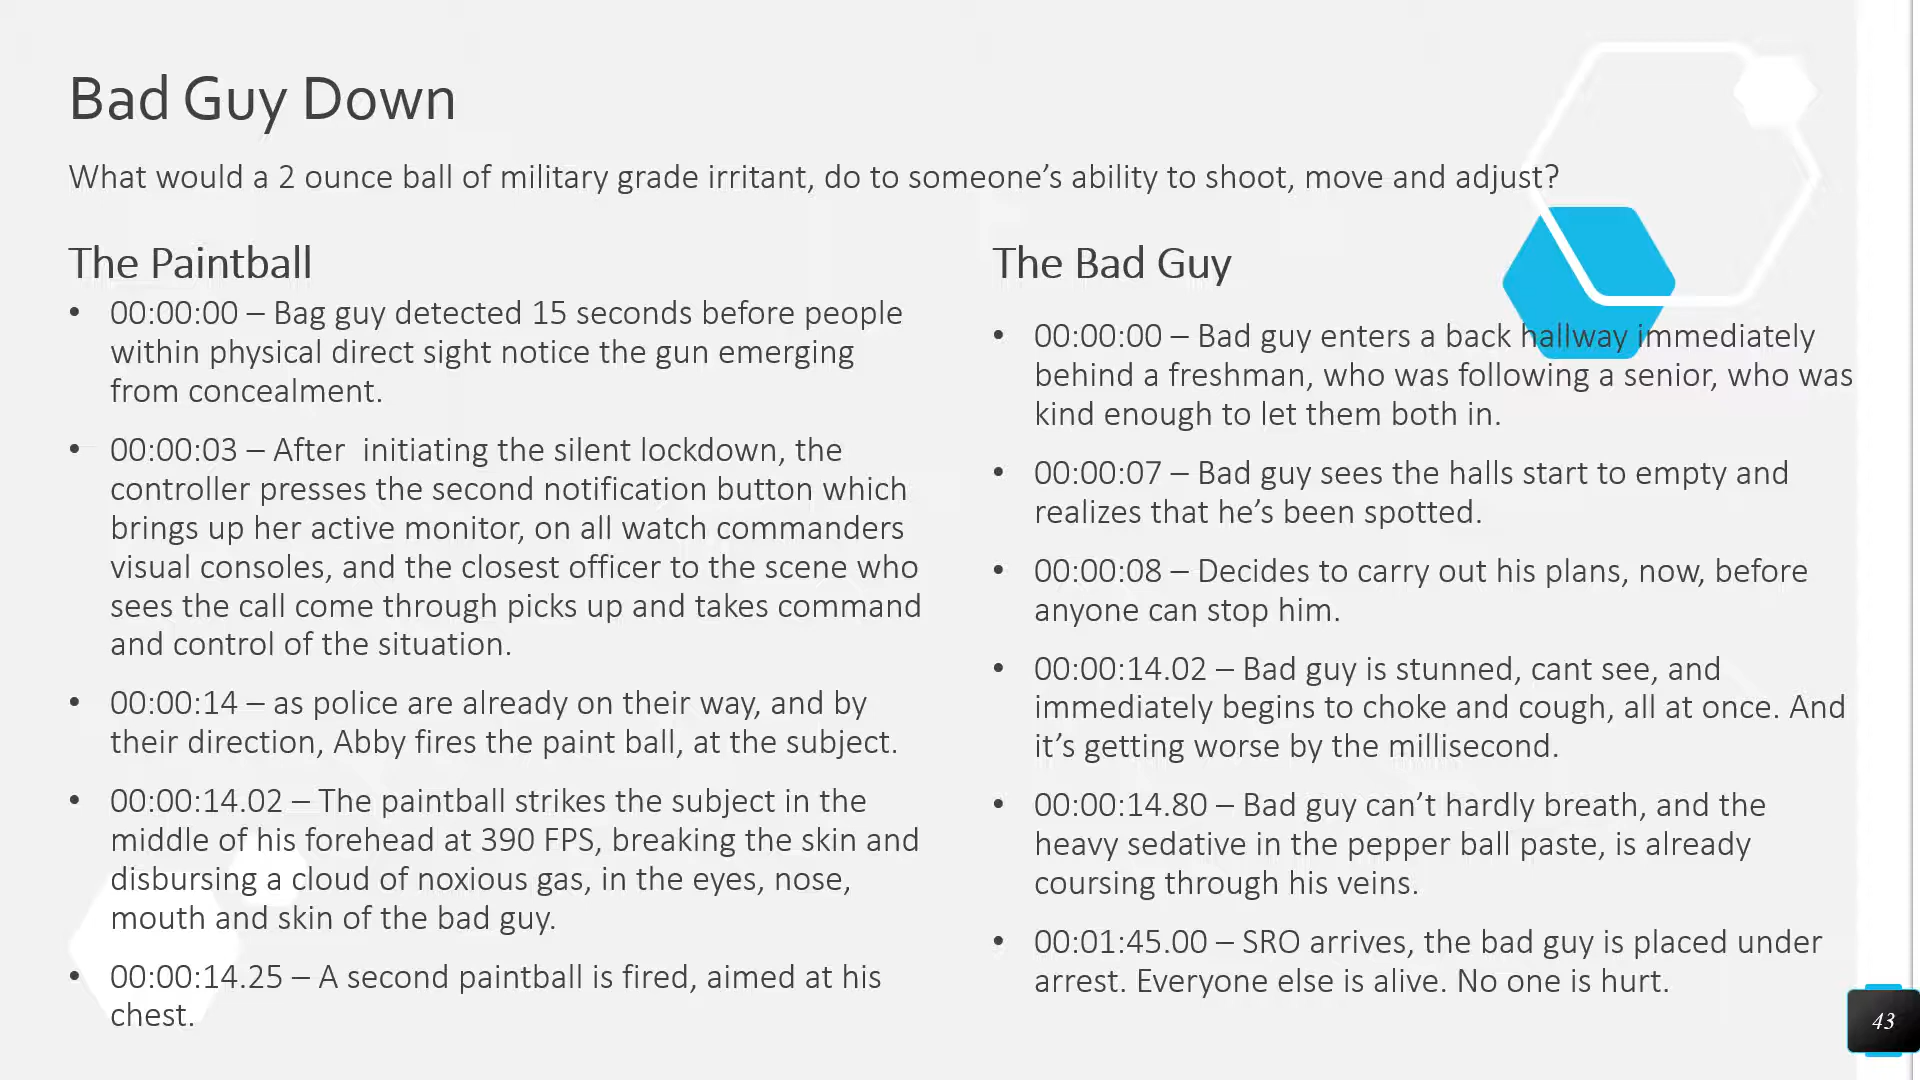 Bad Guy Down
What would a 2 ounce ball of military grade irritant, do to someone's ability to shoot, move and adjust?
The Paintball
• 00:00:00 – Bag guy detected 15 seconds before people
within physical direct sight notice the gun emerging
from concealment.
• 00:00:03 – After  initiating the silent lockdown, the
controller presses the second notification button which
brings up her active monitor, on all watch commanders
visual consoles, and the closest officer to the scene who
sees the call come through picks up and takes command
and control of the situation.
• 00:00:14 – as police are already on their way, and by
their direction, Abby fires the paint ball, at the subject.
• 00:00:14.02 – The paintball strikes the subject in the
middle of his forehead at 390 FPS, breaking the skin and
disbursing a cloud of noxious gas, in the eyes, nose,
mouth and skin of the bad guy.
• 00:00:14.25 – A second paintball is fired, aimed at his
chest.
The Bad Guy
• 00:00:00 – Bad guy enters a back hallway immediately
behind a freshman, who was following a senior, who was
kind enough to let them both in.
• 00:00:07 – Bad guy sees the halls start to empty and
realizes that he's been spotted.
• 00:00:08 – Decides to carry out his plans, now, before
anyone can stop him.
• 00:00:14.02 – Bad guy is stunned, cant see, and
immediately begins to choke and cough, all at once. And
it's getting worse by the millisecond.
• 00:00:14.80 – Bad guy can't hardly breath, and the
heavy sedative in the pepper ball paste, is already
coursing through his veins.
• 00:01:45.00 – SRO arrives, the bad guy is placed under
arrest. Everyone else is alive. No one is hurt.
43